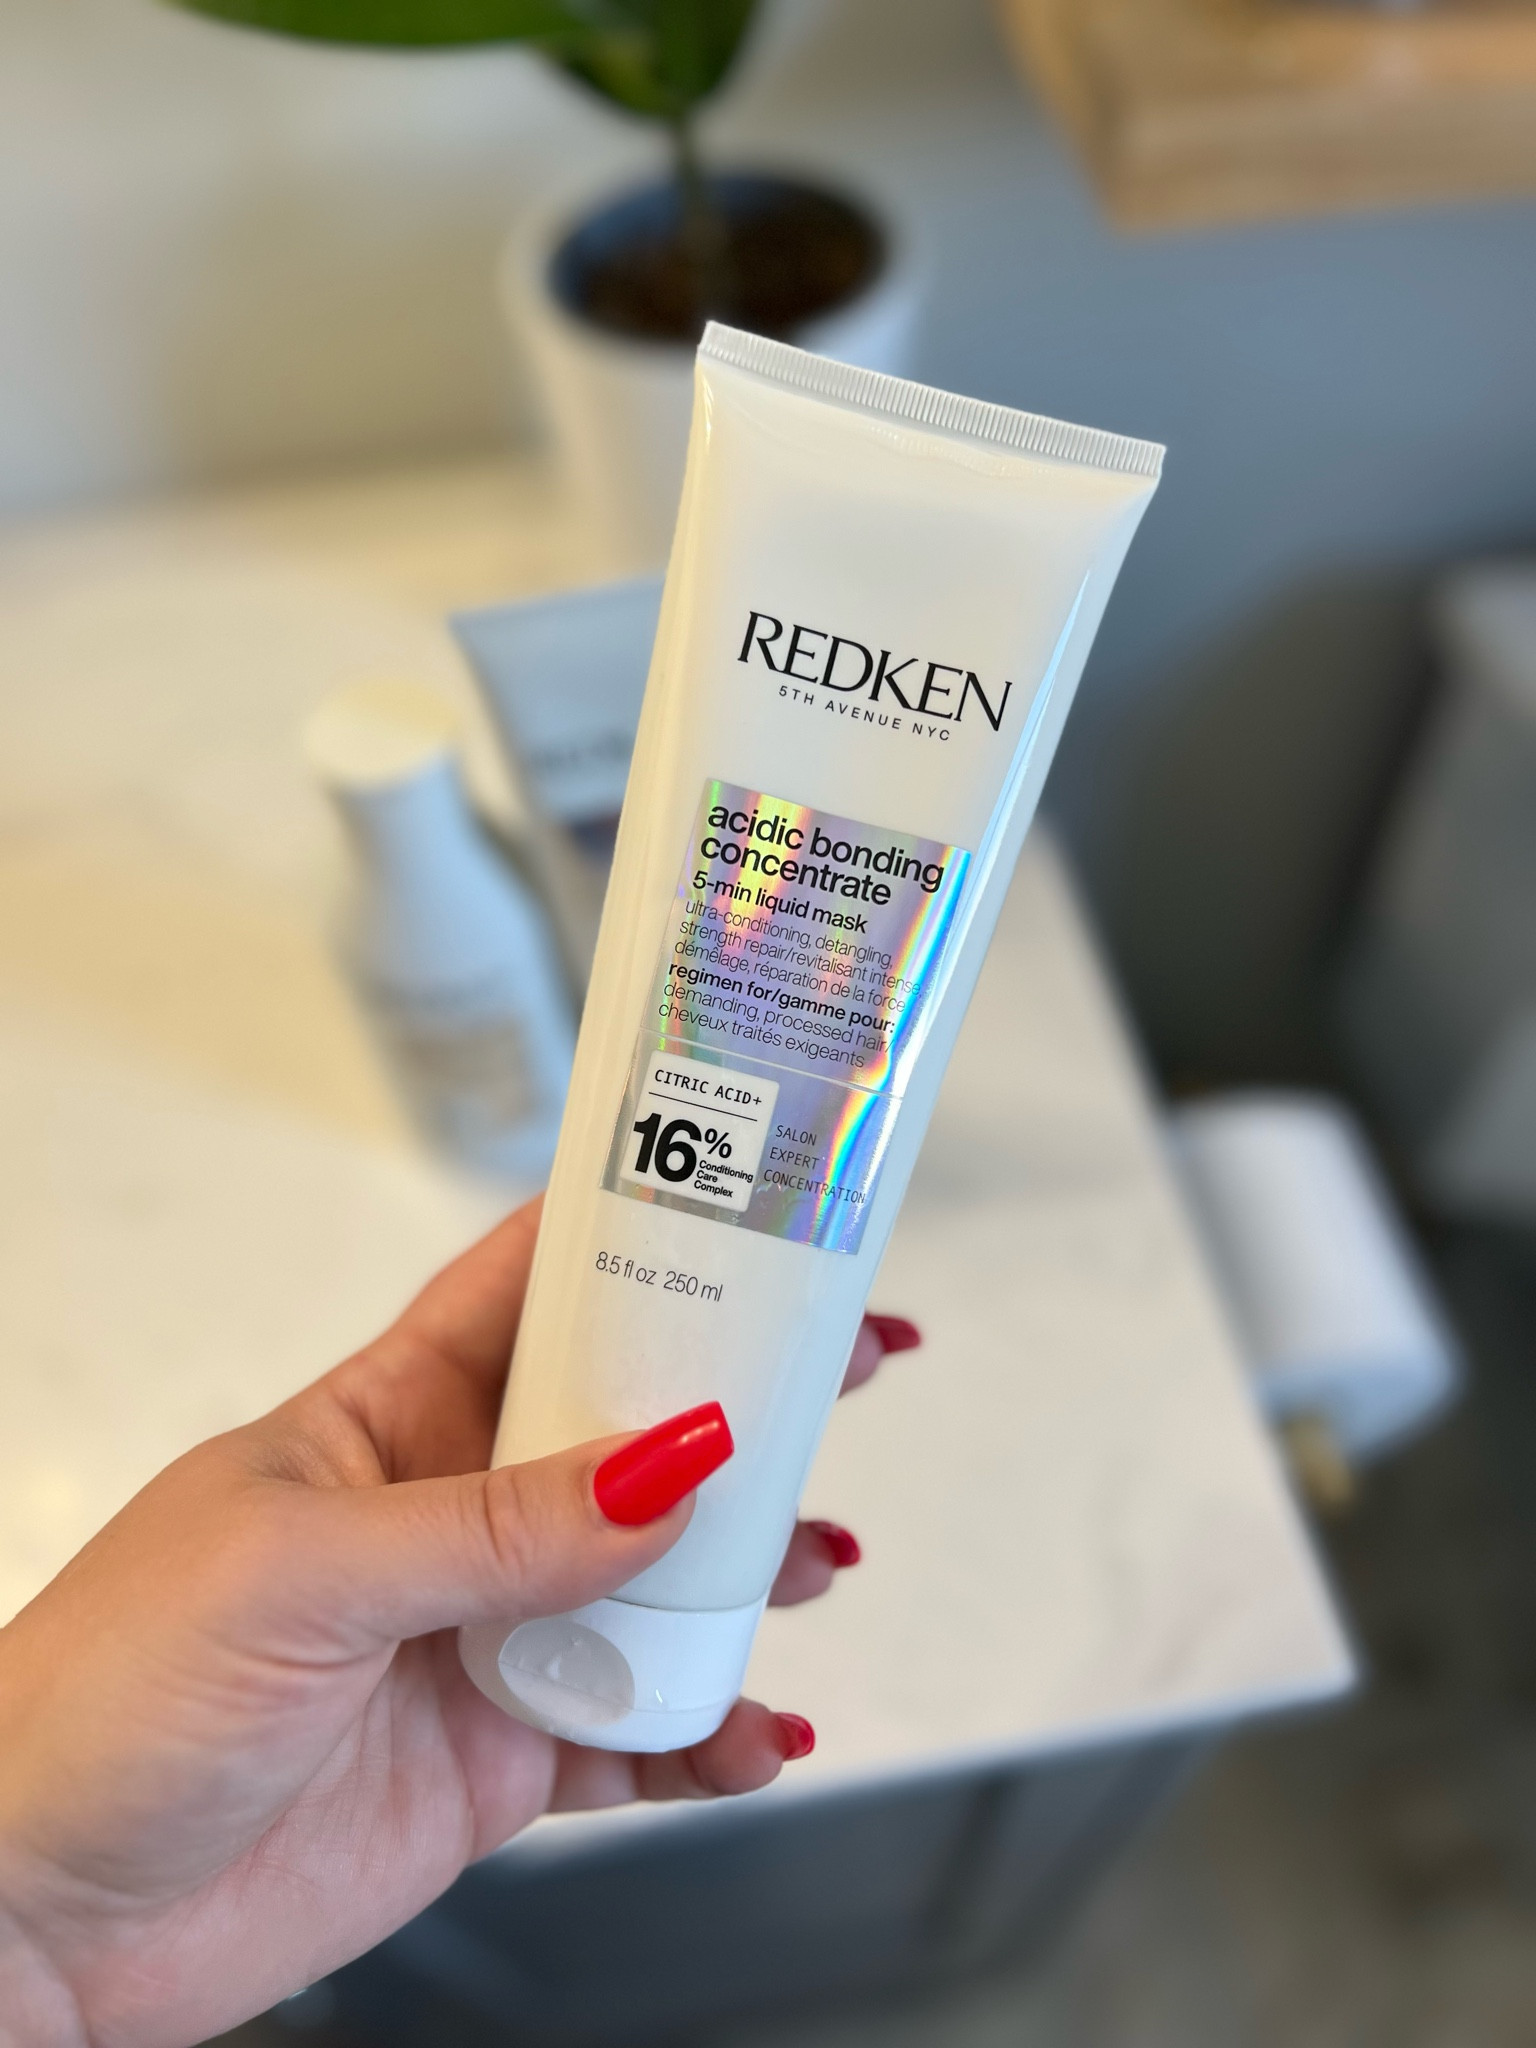 REDKEN
5TH AVENUE NYC
acidic bonding
concentrate
5-min liquid mask
ultra-conditioning, detangling,
strength repair/revitalisant intense,
démêlage, réparation de la force
regimen for/gamme pour:
demanding, processed hair/
cheveux traités exigeants
CITRIC ACID+
16%
Conditioning
Care
Complex
SALON
EXPERT
CONCENTRATION
8.5 fl oz 250 ml